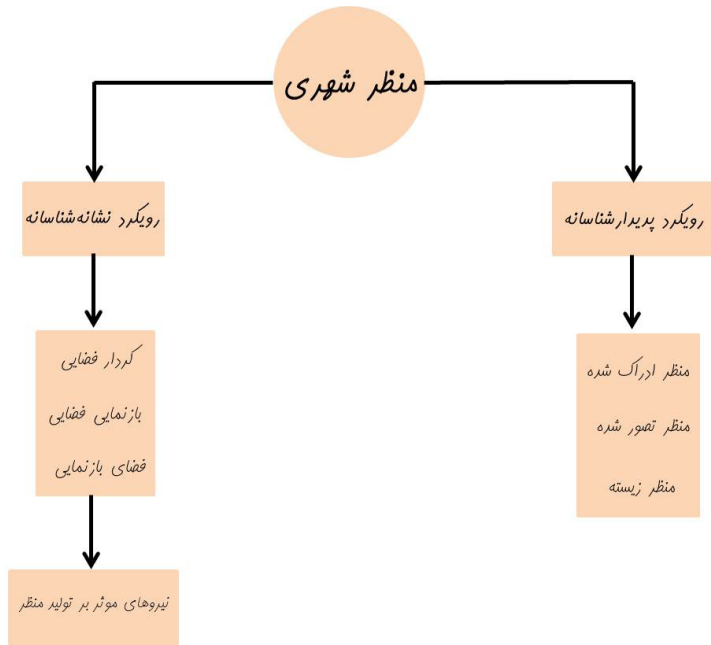 منظر شهری
رویکرد پدیدارشناسانه
منظر ادراک شده
منظر تصور شده
منظر زیسته
رویکرد نشانه‌شناسانه
کردار فضایی
بازنمایی فضایی
فضای بازنمایی
نیروهای موثر بر تولید منظر